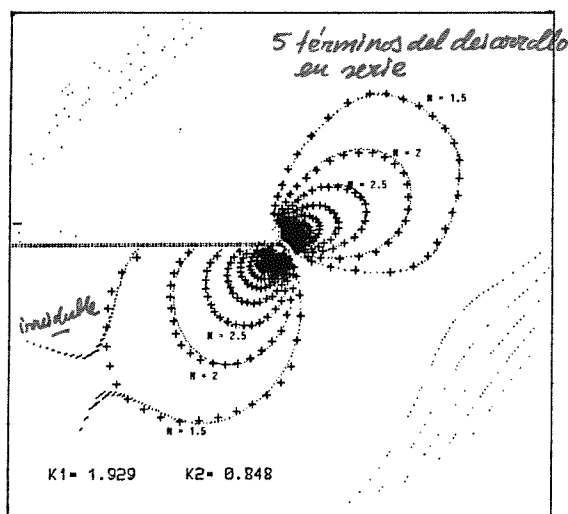 5 términos del desarrollo
en serie
N = 1.5
N = 2
N = 2.5
N = 2.5
N = 2
N = 1.5
K1= 1.929 K2= 0.848